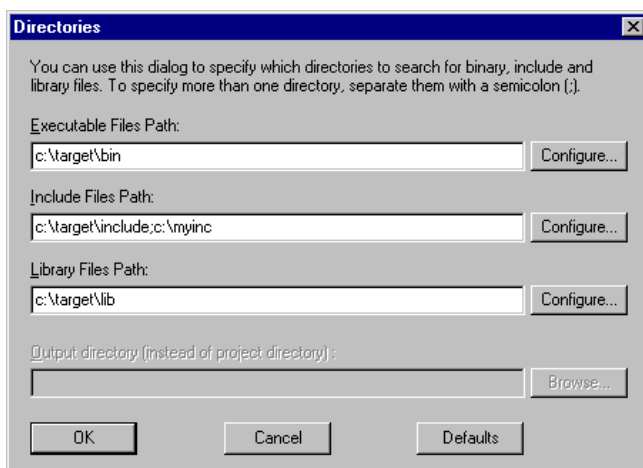 Directories
You can use this dialog to specify which directories to search for binary, include and
library files. To specify more than one directory, separate them with a semicolon (;).
Executable Files Path:
c:\target\bin
Configure...
Include Files Path:
c:\target\include;c:\myinc
Configure...
Library Files Path:
c:\target\lib
Configure...
Output directory (instead of project directory) :
Browse...
OK
Cancel
Defaults